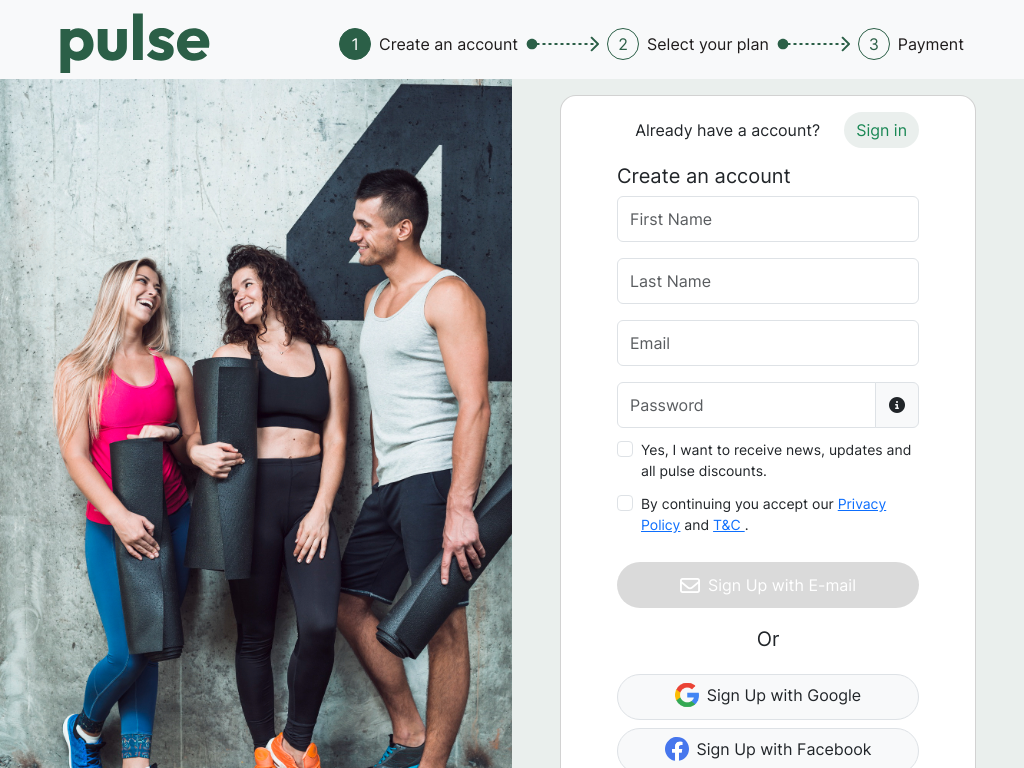 pulse
1 Create an account 2 Select your plan 3 Payment
4
Already have a account? Sign in
Create an account
First Name
Last Name
Email
Password
Yes, I want to receive news, updates and
all pulse discounts.
By continuing you accept our Privacy
Policy and T&C .
Sign Up with E-mail
Or
Sign Up with Google
Sign Up with Facebook